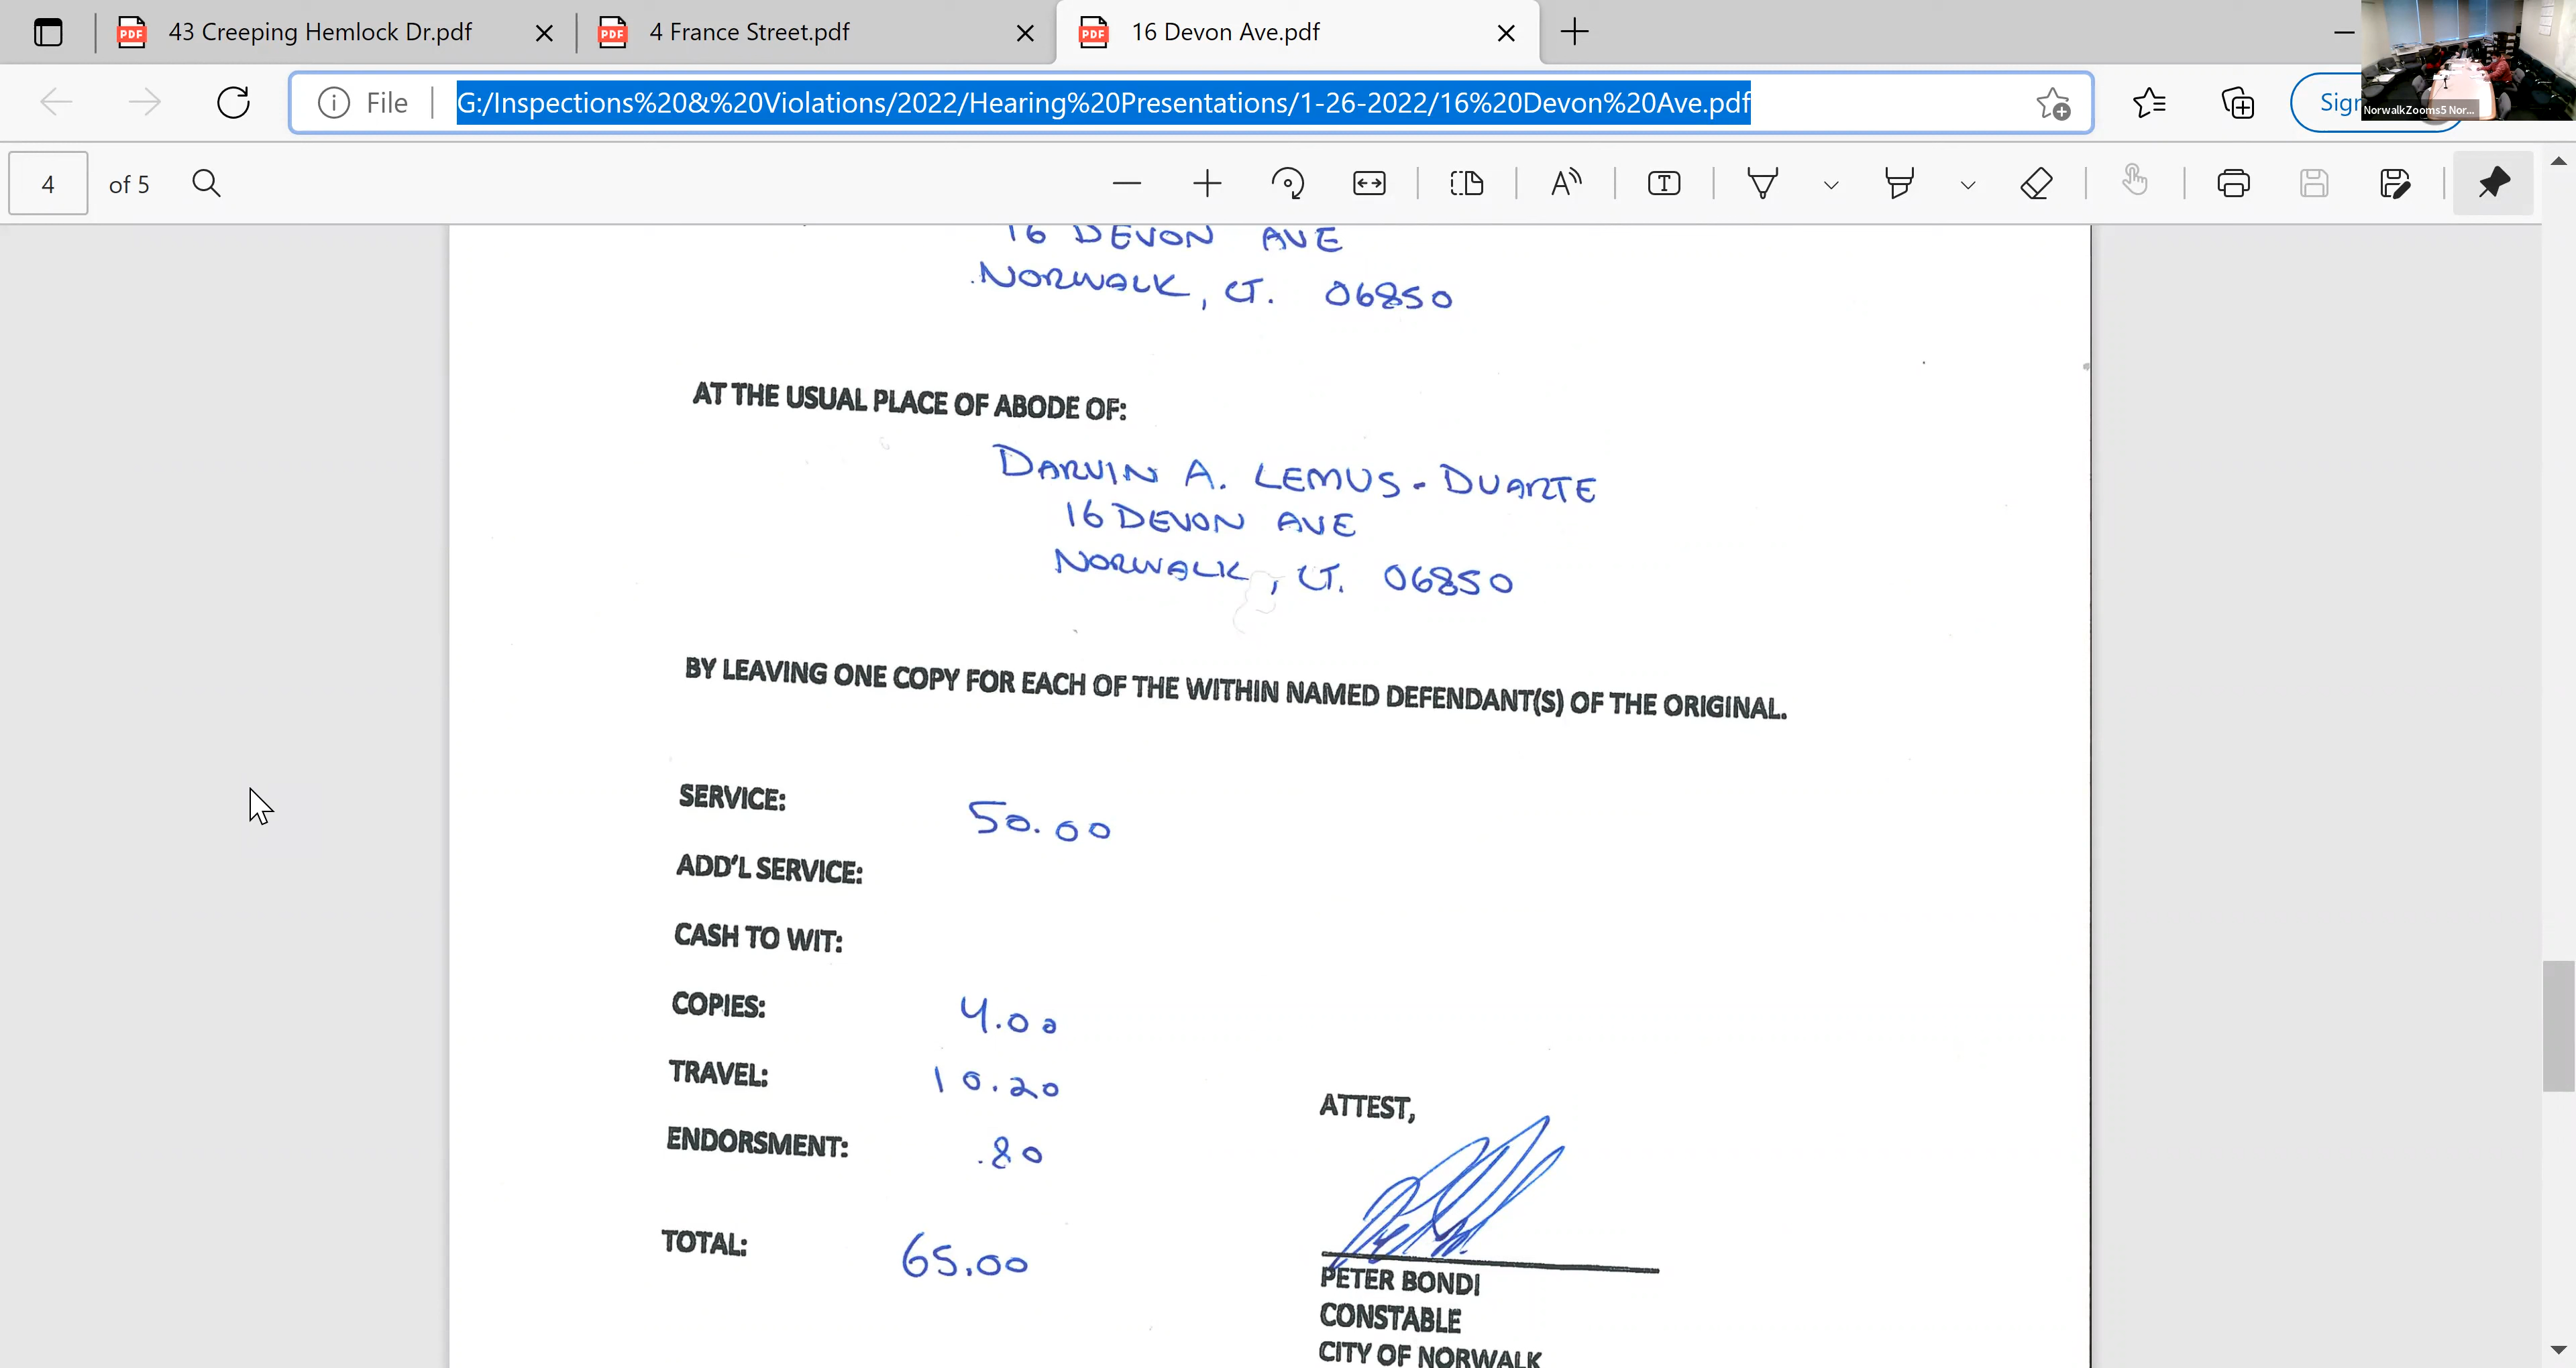 43 Creeping Hemlock Dr.pdf
4 France Street.pdf
16 Devon Ave.pdf
File
G:/Inspections%20&%20Violations/2022/Hearing%20Presentations/1-26-2022/16%20Devon%20Ave.pdf
NorwalkZooms5 Nor...
4 of 5
16 DEVON AVE
NORWALK, CT. 06850
AT THE USUAL PLACE OF ABODE OF:
DARVIN A. LEMUS-DUARTE
16 DEVON AVE
NORWALK, CT. 06850
BY LEAVING ONE COPY FOR EACH OF THE WITHIN NAMED DEFENDANT(S) OF THE ORIGINAL.
SERVICE: 50.00
ADD'L SERVICE:
CASH TO WIT:
COPIES: 4.00
TRAVEL: 10.20
ENDORSMENT: .80
TOTAL: 65.00
ATTEST,
PETER BONDI
CONSTABLE
CITY OF NORWALK